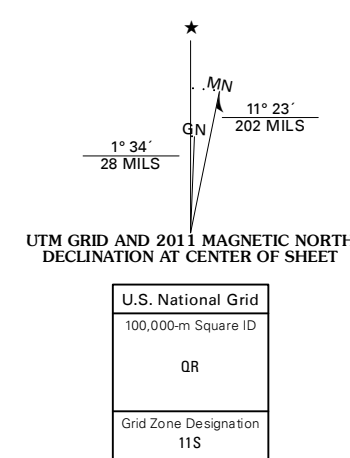 ★
MN
11° 23´
202 MILS
GN
1° 34´
28 MILS
UTM GRID AND 2011 MAGNETIC NORTH
DECLINATION AT CENTER OF SHEET
U.S. National Grid
100,000-m Square ID
QR
Grid Zone Designation
11S